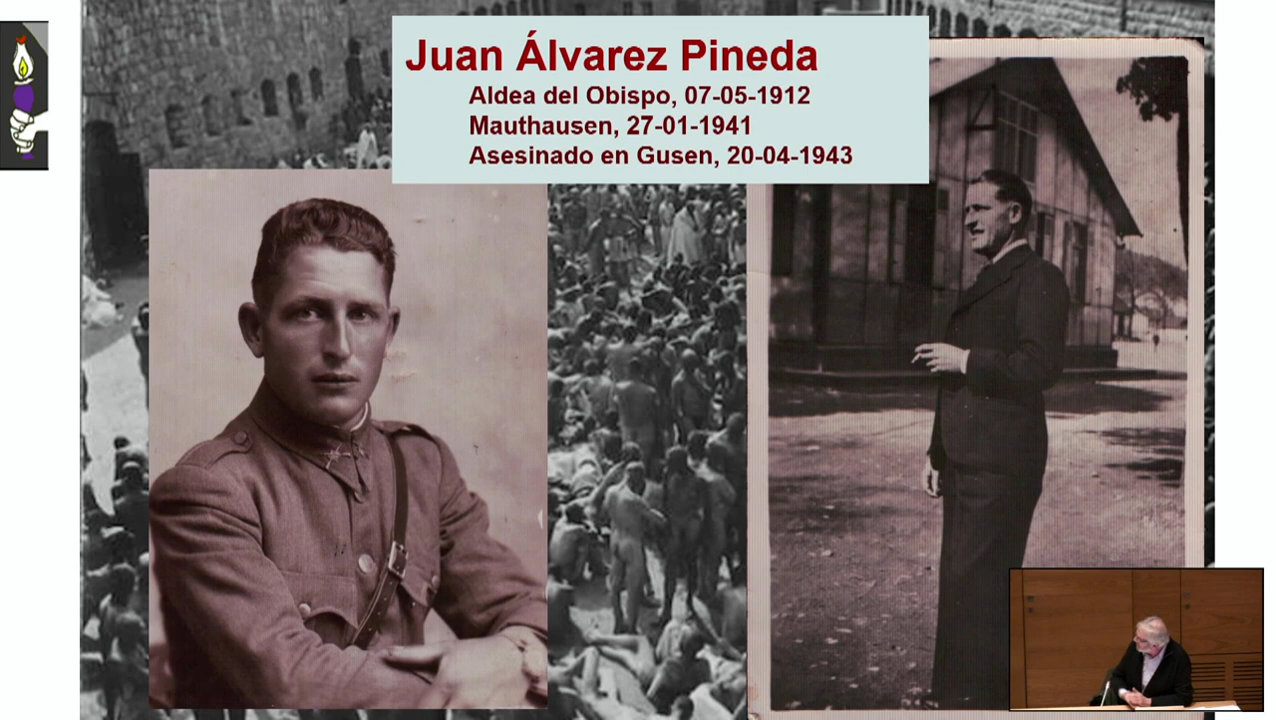 Juan Álvarez Pineda
Aldea del Obispo, 07-05-1912
Mauthausen, 27-01-1941
Asesinado en Gusen, 20-04-1943